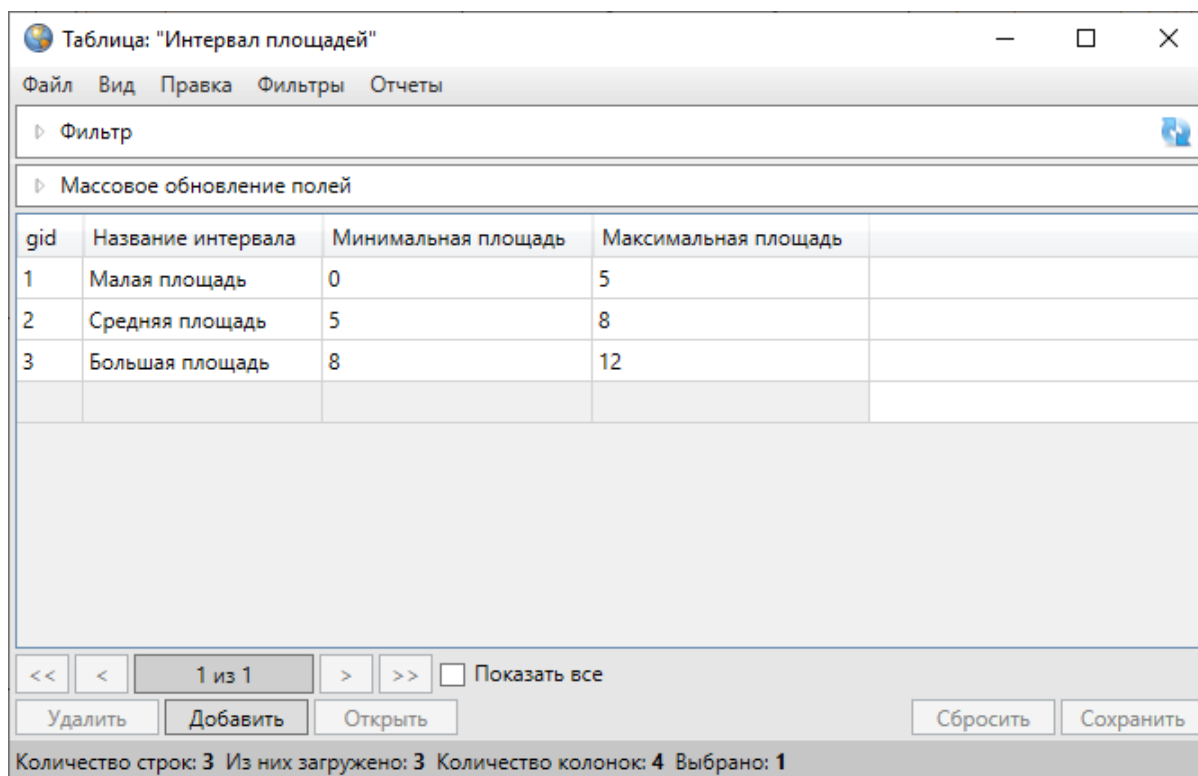 Таблица: "Интервал площадей"
Файл Вид Правка Фильтры Отчеты
Фильтр
Массовое обновление полей
gid Название интервала Минимальная площадь Максимальная площадь
1 Малая площадь 0 5
2 Средняя площадь 5 8
3 Большая площадь 8 12
<< < 1 из 1 > >> Показать все
Удалить Добавить Открыть Сбросить Сохранить
Количество строк: 3 Из них загружено: 3 Количество колонок: 4 Выбрано: 1